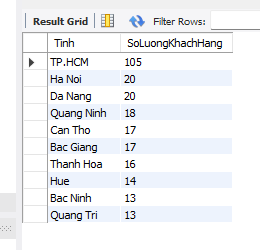 Result Grid Filter Rows:
Tinh SoLuongKhachHang
TP.HCM 105
Ha Noi 20
Da Nang 20
Quang Ninh 18
Can Tho 17
Bac Giang 17
Thanh Hoa 16
Hue 14
Bac Ninh 13
Quang Tri 13